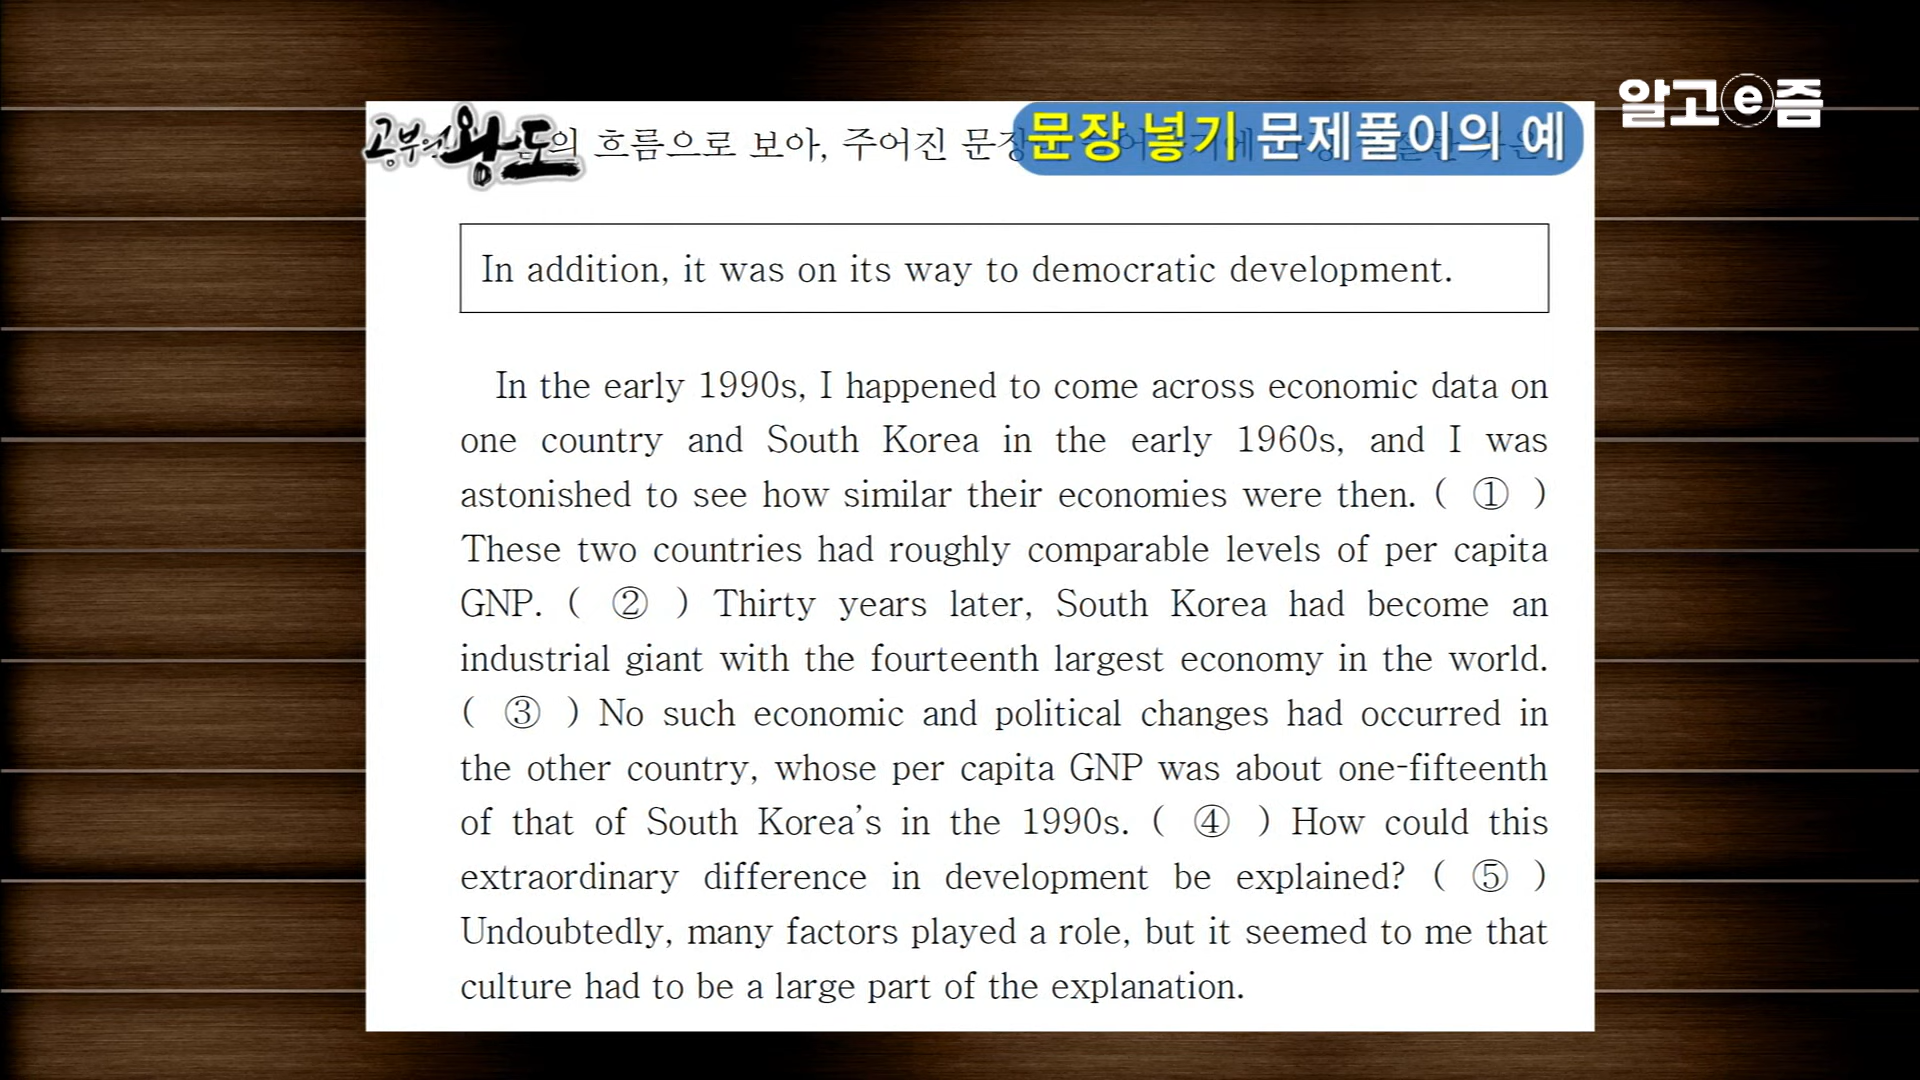 알고e즘
공부의 왕도
의 흐름으로 보아, 주어진 문장
문장 넣기 문제풀이의 예
In addition, it was on its way to democratic development.
In the early 1990s, I happened to come across economic data on
one country and South Korea in the early 1960s, and I was
astonished to see how similar their economies were then. ( ① )
These two countries had roughly comparable levels of per capita
GNP. ( ② ) Thirty years later, South Korea had become an
industrial giant with the fourteenth largest economy in the world.
( ③ ) No such economic and political changes had occurred in
the other country, whose per capita GNP was about one-fifteenth
of that of South Korea’s in the 1990s. ( ④ ) How could this
extraordinary difference in development be explained? ( ⑤ )
Undoubtedly, many factors played a role, but it seemed to me that
culture had to be a large part of the explanation.